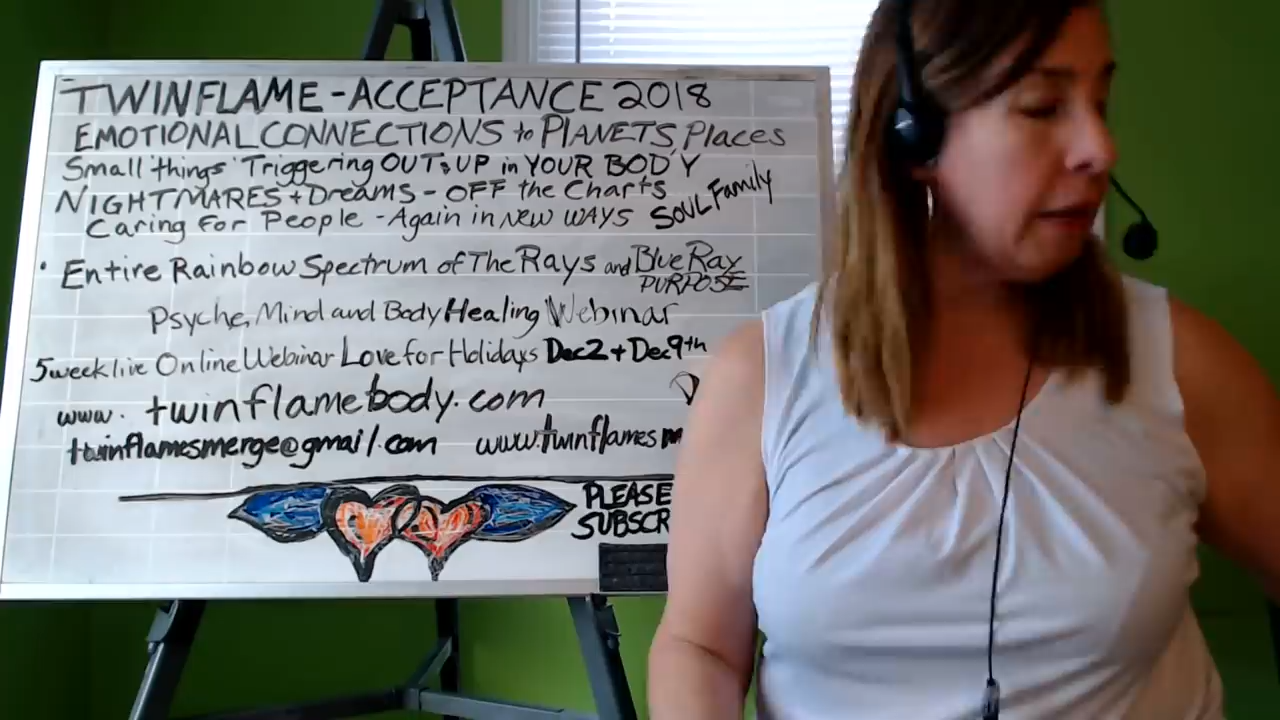 TWINFLAME-ACCEPTANCE 2018
EMOTIONAL CONNECTIONS to PLANETS, Places
Small things Triggering OUT & UP in YOUR BODY
NIGHTMARES + Dreams - OFF the Charts
Caring For People - Again in NEW WAYS SOUL Family
• Entire Rainbow Spectrum of The Rays and Blue Ray
PURPOSE
Psyche, Mind and Body Healing Webinar
5 week live Online Webinar Love for Holidays Dec 2 + Dec 9th
www. twinflamebody.com
twinflamesmerge@gmail.com www.twinflamesm
PLEASE
SUBSCR